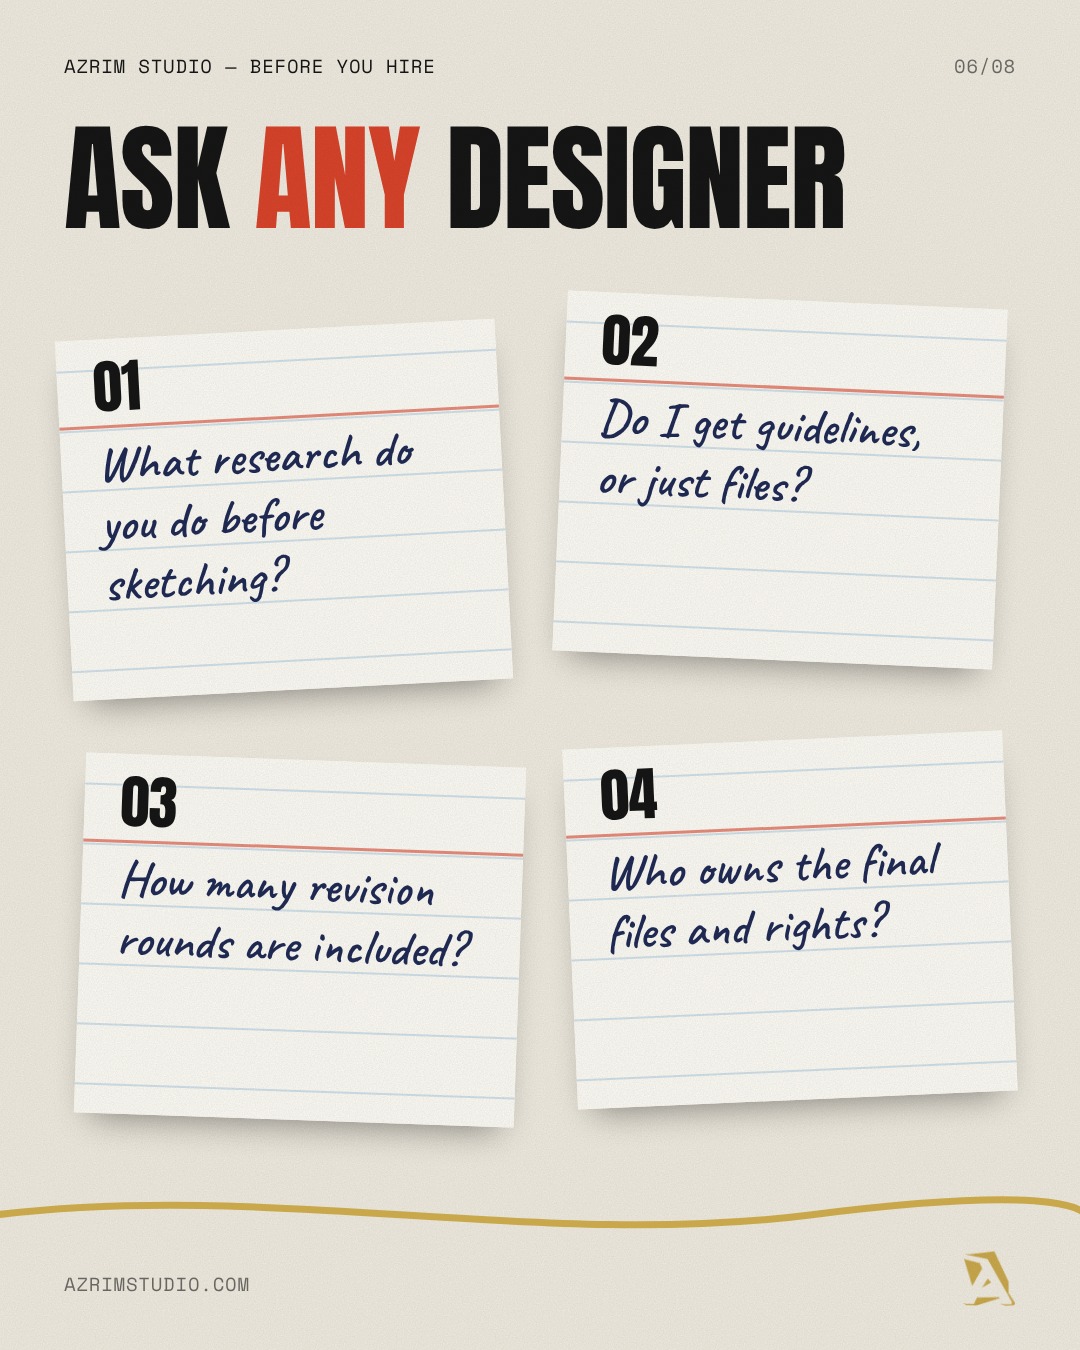 AZRIM STUDIO — BEFORE YOU HIRE
06/08
ASK ANY DESIGNER
01
What research do
you do before
sketching?
02
Do I get guidelines,
or just files?
03
How many revision
rounds are included?
04
Who owns the final
files and rights?
AZRIMSTUDIO.COM